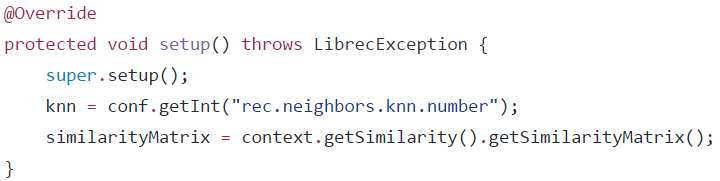 @Override
protected void setup() throws LibrecException {
    super.setup();
    knn = conf.getInt("rec.neighbors.knn.number");
    similarityMatrix = context.getSimilarity().getSimilarityMatrix();
}